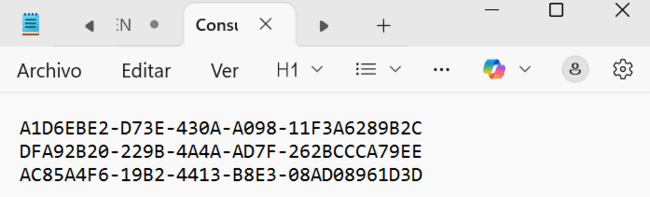 EN
Consu
Archivo Editar Ver H1
A1D6EBE2-D73E-430A-A098-11F3A6289B2C
DFA92B20-229B-4A4A-AD7F-262BCCCA79EE
AC85A4F6-19B2-4413-B8E3-08AD08961D3D